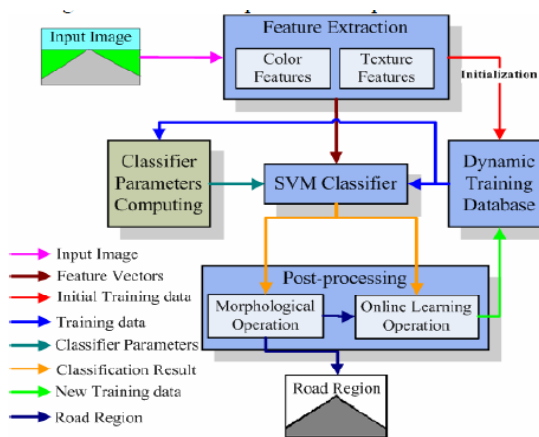 Input Image
Feature Extraction
Color
Features
Texture
Features
Initialization
Classifier
Parameters
Computing
SVM Classifier
Dynamic
Training
Database
Input Image
Feature Vectors
Initial Training data
Training data
Classifier Parameters
Classification Result
New Training data
Road Region
Post-processing
Morphological
Operation
Online Learning
Operation
Road Region